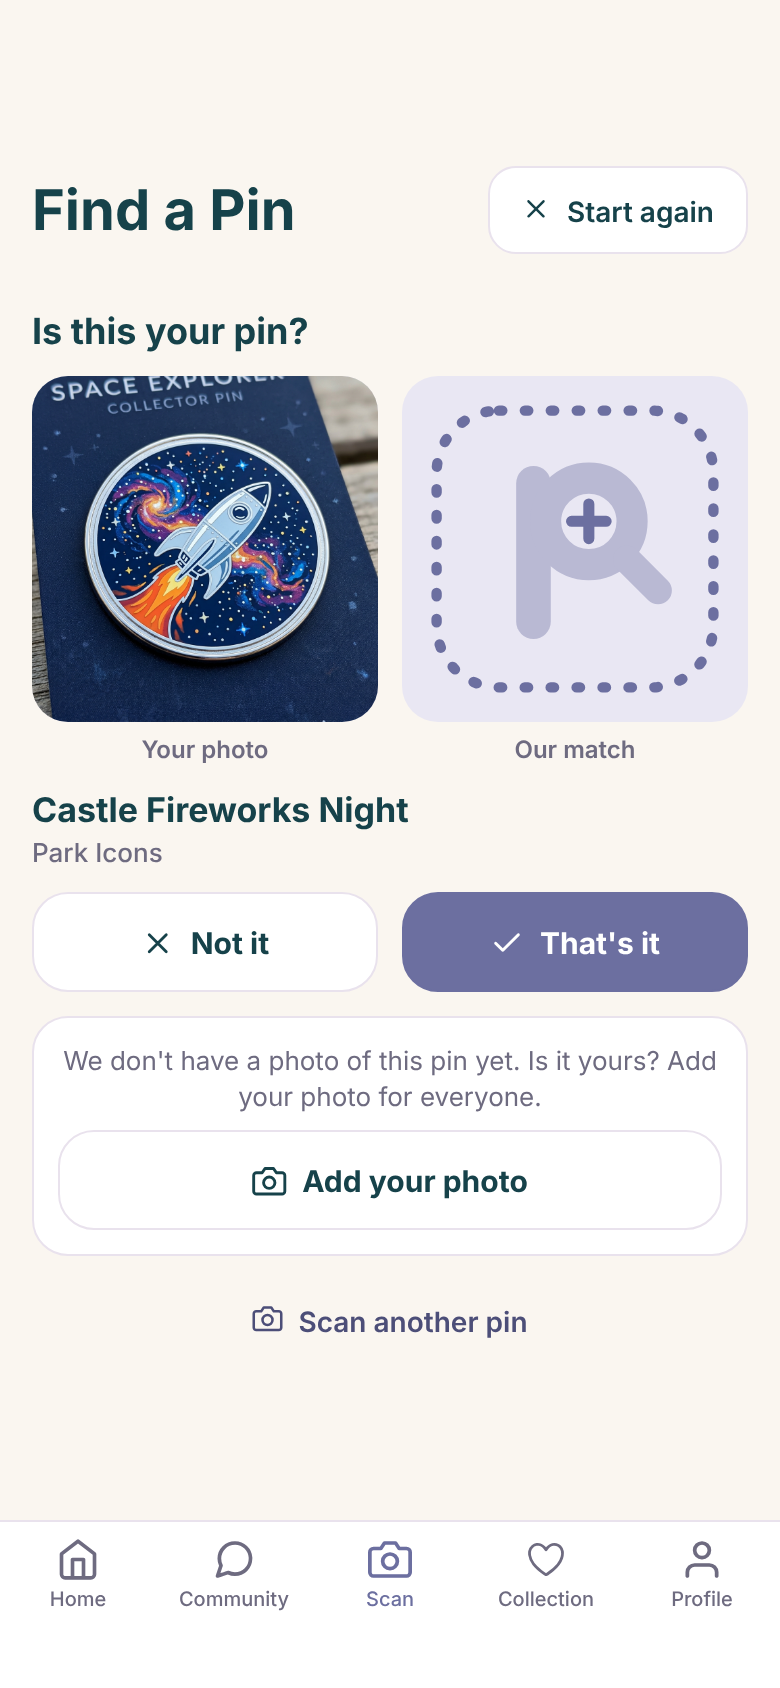 Find a Pin
Start again
Is this your pin?
SPACE EXPLORER
COLLECTOR PIN
Your photo
Our match
Castle Fireworks Night
Park Icons
Not it
That's it
We don't have a photo of this pin yet. Is it yours? Add
your photo for everyone.
Add your photo
Scan another pin
Home
Community
Scan
Collection
Profile